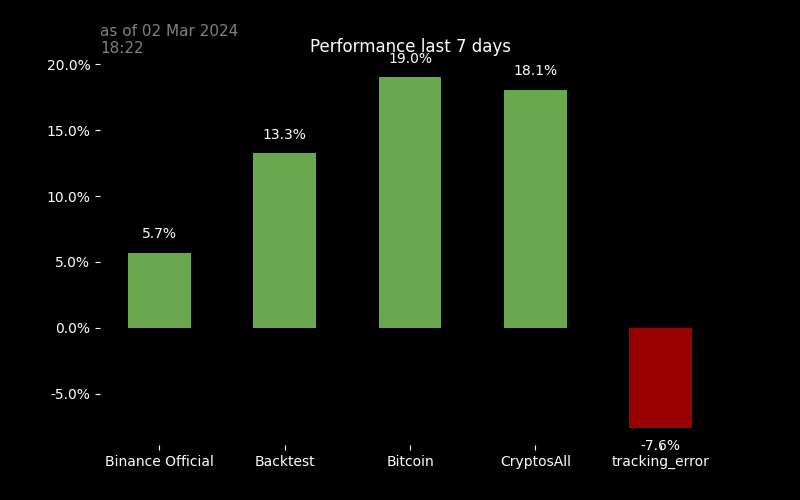 as of 02 Mar 2024
18:22
Performance last 7 days
20.0%
15.0%
10.0%
5.0%
0.0%
-5.0%
5.7%
13.3%
19.0%
18.1%
-7.6%
Binance Official
Backtest
Bitcoin
CryptosAll
tracking_error